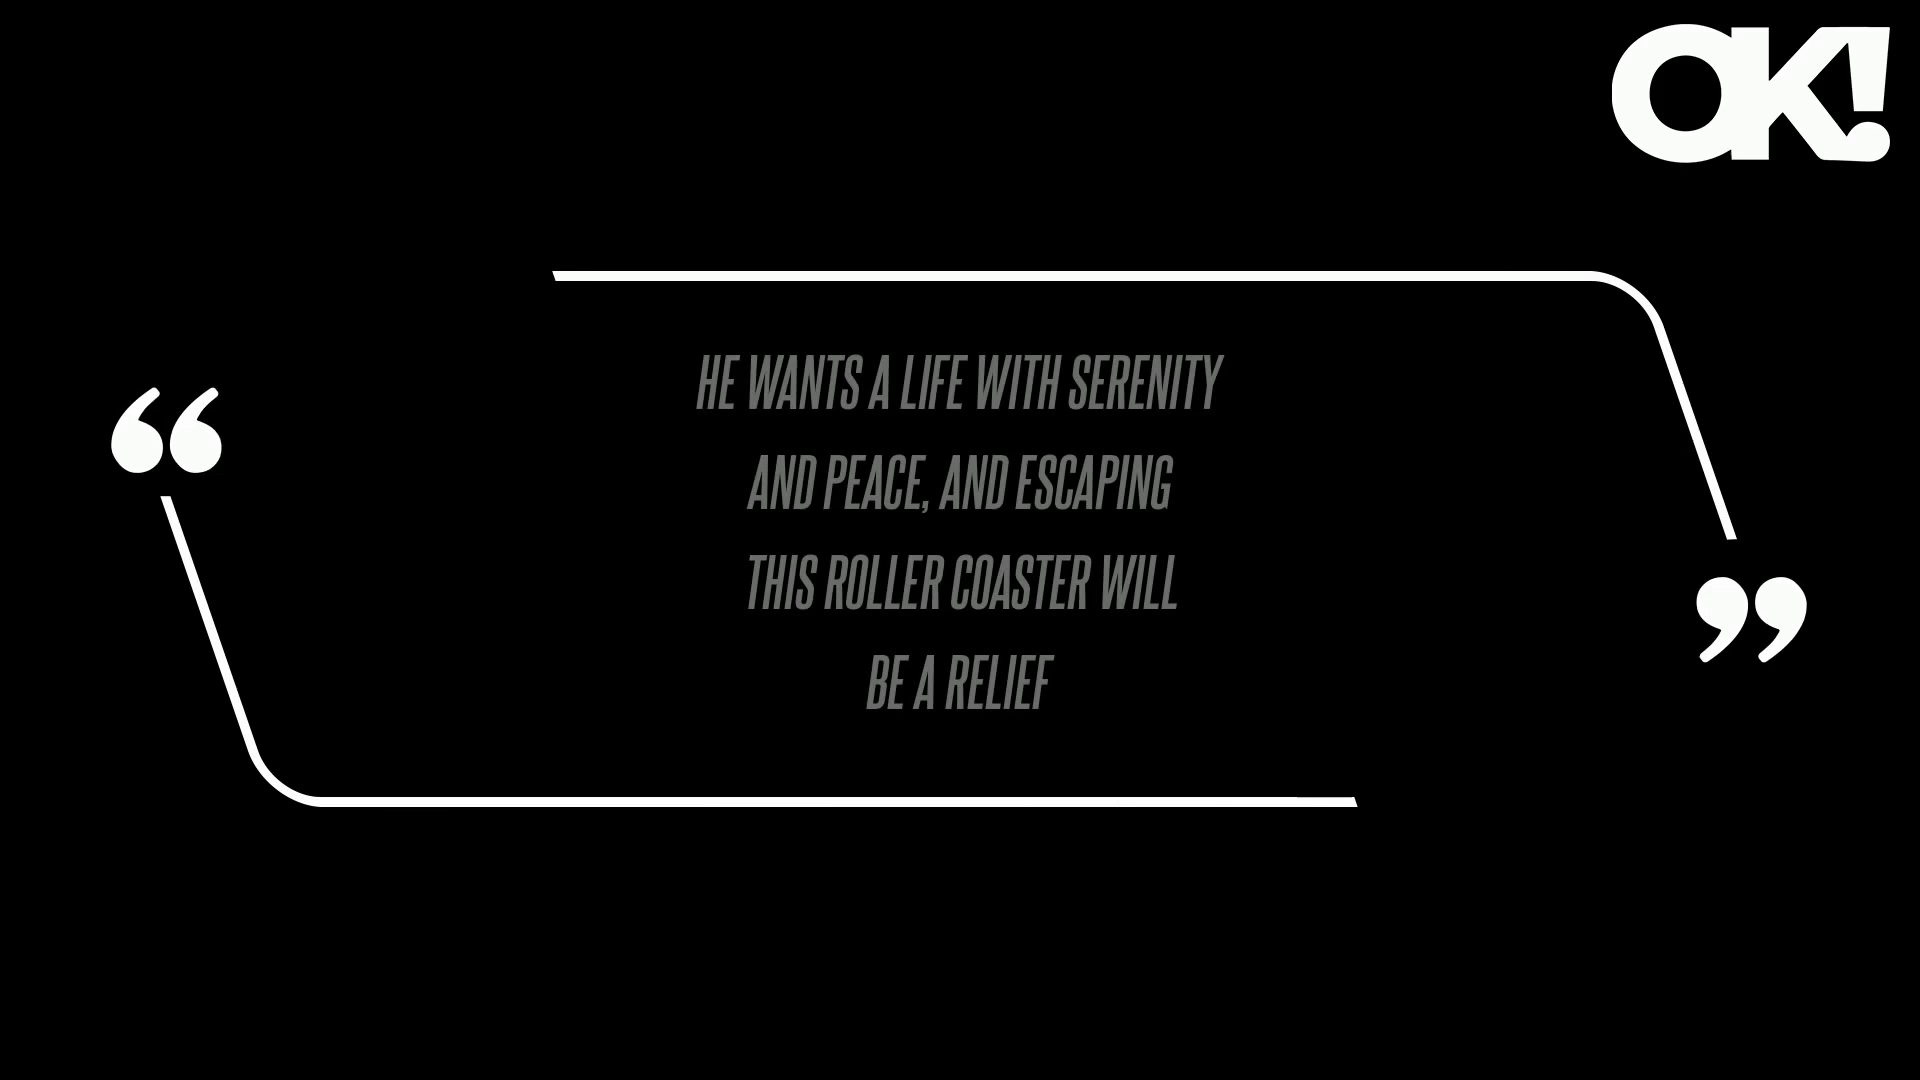 OK!
“
HE WANTS A LIFE WITH SERENITY
AND PEACE, AND ESCAPING
THIS ROLLER COASTER WILL
BE A RELIEF
”